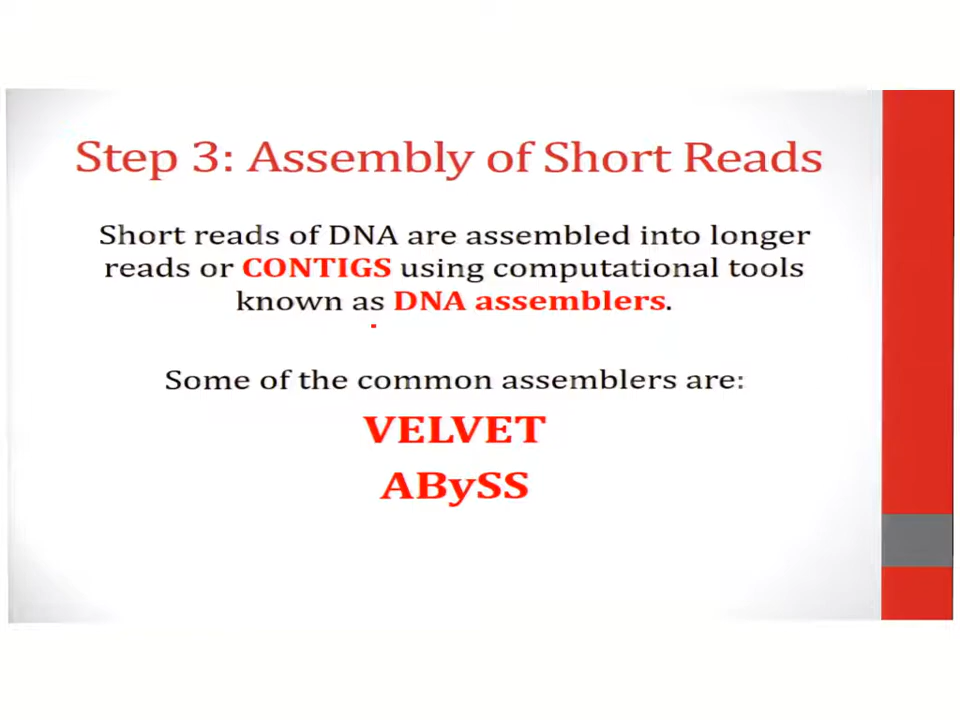 Step 3: Assembly of Short Reads
Short reads of DNA are assembled into longer
reads or CONTIGS using computational tools
known as DNA assemblers.
Some of the common assemblers are:
VELVET
ABySS